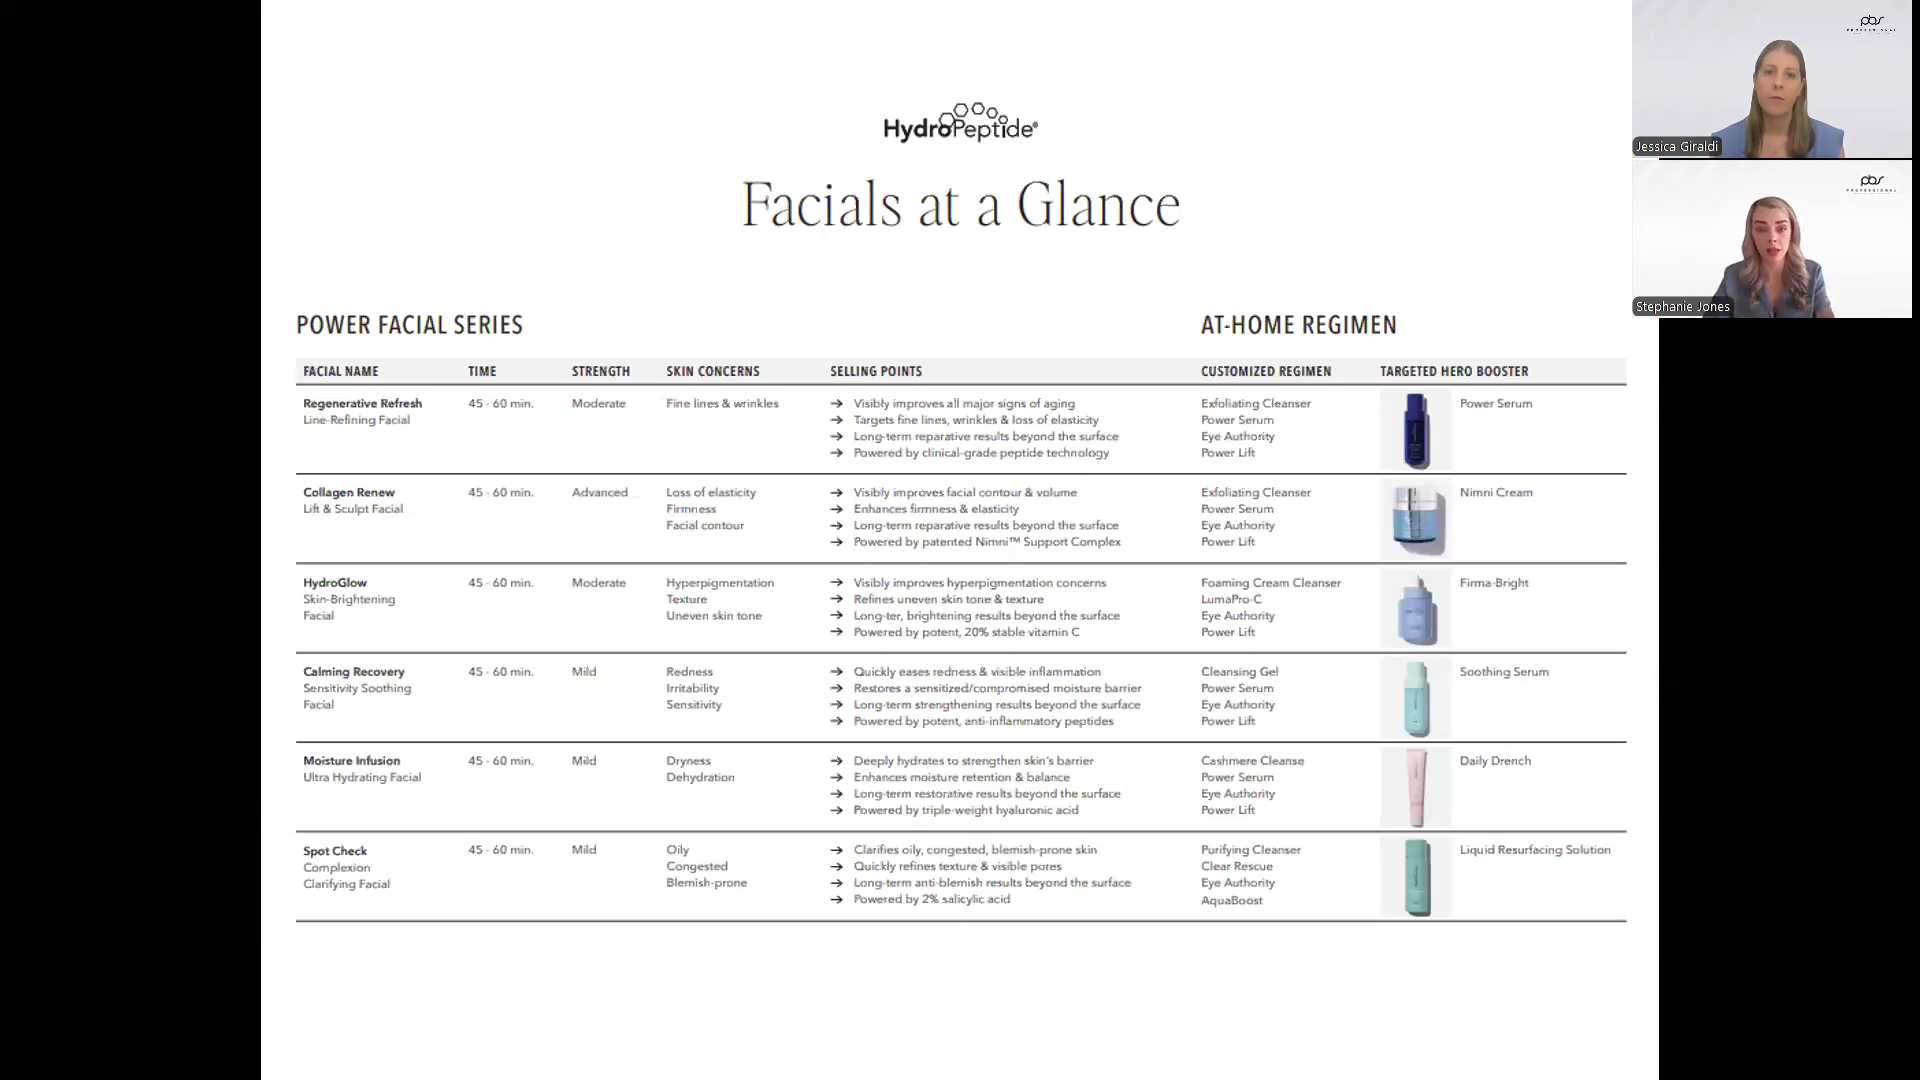 HydroPeptide®
Facials at a Glance
POWER FACIAL SERIES
AT-HOME REGIMEN
FACIAL NAME TIME STRENGTH SKIN CONCERNS SELLING POINTS CUSTOMIZED REGIMEN TARGETED HERO BOOSTER
Regenerative Refresh 45 - 60 min. Moderate Fine lines & wrinkles → Visibly improves all major signs of aging Exfoliating Cleanser Power Serum
Line-Refining Facial → Targets fine lines, wrinkles & loss of elasticity Power Serum
→ Long-term reparative results beyond the surface Eye Authority
→ Powered by clinical-grade peptide technology Power Lift
Collagen Renew 45 - 60 min. Advanced Loss of elasticity → Visibly improves facial contour & volume Exfoliating Cleanser Nimni Cream
Lift & Sculpt Facial Firmness → Enhances firmness & elasticity Power Serum
Facial contour → Long-term reparative results beyond the surface Eye Authority
→ Powered by patented Nimni™ Support Complex Power Lift
HydroGlow 45 - 60 min. Moderate Hyperpigmentation → Visibly improves hyperpigmentation concerns Foaming Cream Cleanser Firma-Bright
Skin-Brightening Texture → Refines uneven skin tone & texture LumaPro-C
Facial Uneven skin tone → Long-ter, brightening results beyond the surface Eye Authority
→ Powered by potent, 20% stable vitamin C Power Lift
Calming Recovery 45 - 60 min. Mild Redness → Quickly eases redness & visible inflammation Cleansing Gel Soothing Serum
Sensitivity Soothing Irritability → Restores a sensitized/compromised moisture barrier Power Serum
Facial Sensitivity → Long-term strengthening results beyond the surface Eye Authority
→ Powered by potent, anti-inflammatory peptides Power Lift
Moisture Infusion 45 - 60 min. Mild Dryness → Deeply hydrates to strengthen skin's barrier Cashmere Cleanse Daily Drench
Ultra Hydrating Facial Dehydration → Enhances moisture retention & balance Power Serum
→ Long-term restorative results beyond the surface Eye Authority
→ Powered by triple-weight hyaluronic acid Power Lift
Spot Check 45 - 60 min. Mild Oily → Clarifies oily, congested, blemish-prone skin Purifying Cleanser Liquid Resurfacing Solution
Complexion Congested → Quickly refines texture & visible pores Clear Rescue
Clarifying Facial Blemish-prone → Long-term anti-blemish results beyond the surface Eye Authority
→ Powered by 2% salicylic acid AquaBoost
pbs
PROFESSIONAL
Jessica Giraldi
pbs
PROFESSIONAL
Stephanie Jones